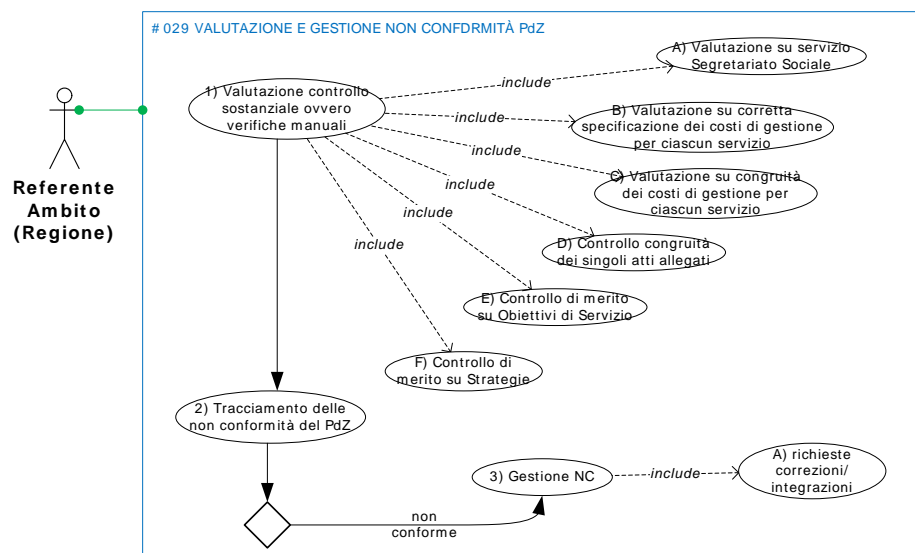 # 029 VALUTAZIONE E GESTIONE NON CONFDRMITÀ PdZ
A) Valutazione su servizio
Segretariato Sociale
include
1) Valutazione controllo
sostanziale ovvero
verifiche manuali
B) Valutazione su corretta
specificazione dei costi di gestione
per ciascun servizio
include
include
C) Valutazione su congruità
dei costi di gestione per
ciascun servizio
Referente
Ambito
(Regione)
include
include
include
D) Controllo congruità
dei singoli atti allegati
E) Controllo di merito
su Obiettivi di Servizio
F) Controllo di
merito su Strategie
2) Tracciamento delle
non conformità del PdZ
3) Gestione NC
include
A) richieste
correzioni/
integrazioni
non
conforme